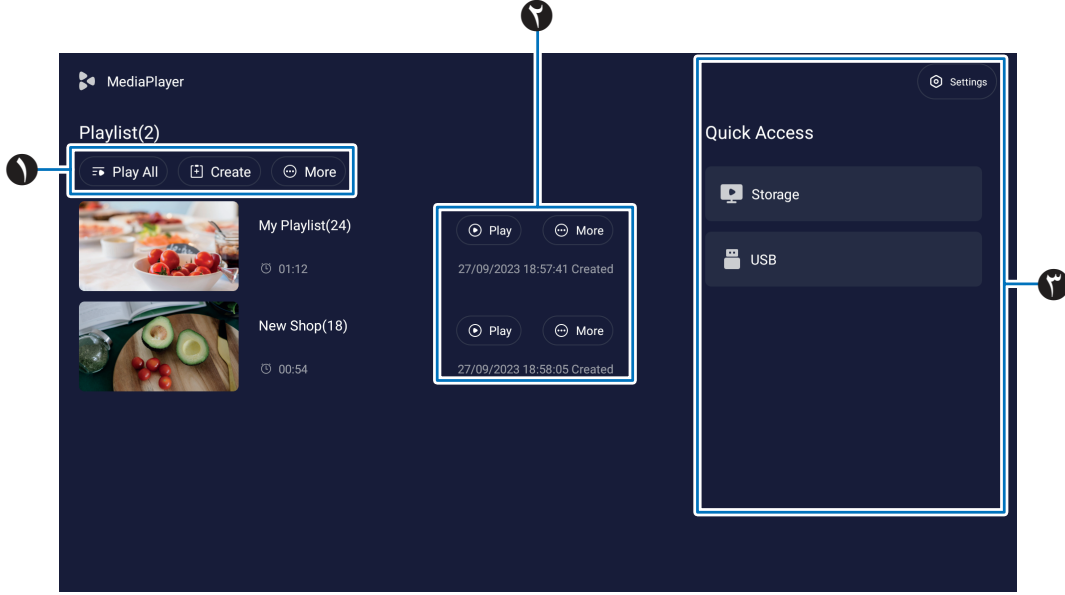 ٢
MediaPlayer
Settings
Playlist(2)
Quick Access
١
Play All
Create
More
Storage
My Playlist(24)
Play
More
01:12
27/09/2023 18:57:41 Created
USB
٣
New Shop(18)
Play
More
00:54
27/09/2023 18:58:05 Created